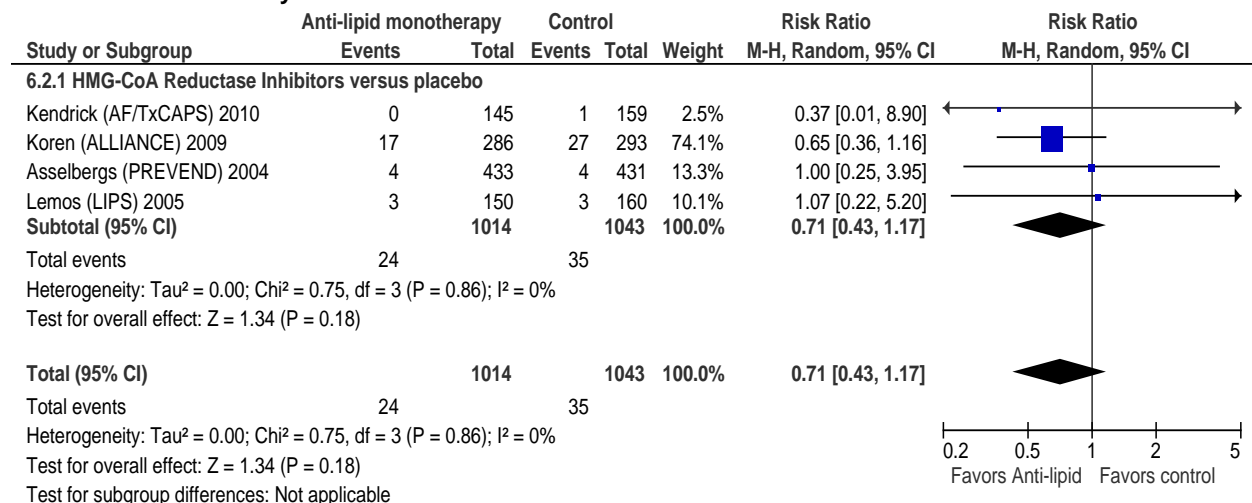 Anti-lipid monotherapy Control Risk Ratio Risk Ratio
Study or Subgroup Events Total Events Total Weight M-H, Random, 95% CI M-H, Random, 95% CI
6.2.1 HMG-CoA Reductase Inhibitors versus placebo
Kendrick (AF/TxCAPS) 2010 0 145 1 159 2.5% 0.37 [0.01, 8.90]
Koren (ALLIANCE) 2009 17 286 27 293 74.1% 0.65 [0.36, 1.16]
Asselbergs (PREVEND) 2004 4 433 4 431 13.3% 1.00 [0.25, 3.95]
Lemos (LIPS) 2005 3 150 3 160 10.1% 1.07 [0.22, 5.20]
Subtotal (95% CI) 1014 1043 100.0% 0.71 [0.43, 1.17]
Total events 24 35
Heterogeneity: Tau² = 0.00; Chi² = 0.75, df = 3 (P = 0.86); I² = 0%
Test for overall effect: Z = 1.34 (P = 0.18)
Total (95% CI) 1014 1043 100.0% 0.71 [0.43, 1.17]
Total events 24 35
Heterogeneity: Tau² = 0.00; Chi² = 0.75, df = 3 (P = 0.86); I² = 0%
Test for overall effect: Z = 1.34 (P = 0.18)
Test for subgroup differences: Not applicable
0.2 0.5 1 2 5
Favors Anti-lipid Favors control